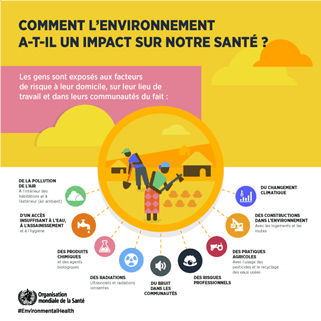 COMMENT L'ENVIRONNEMENT
A-T-IL UN IMPACT SUR NOTRE SANTÉ ?
Les gens sont exposés aux facteurs
de risque à leur domicile, sur leur lieu de
travail et dans leurs communautés du fait :
DE LA POLLUTION
DE L'AIR
À l'intérieur des
habitations et à
l'extérieur (air ambiant)
D'UN ACCÈS
INSUFFISANT À L'EAU,
À L'ASSAINISSEMENT
et à l'hygiène
DES PRODUITS
CHIMIQUES
et des agents
biologiques
DES RADIATIONS
Ultraviolets et radiations
ionisantes
DU BRUIT
DANS LES
COMMUNAUTÉS
DES RISQUES
PROFESSIONNELS
DES PRATIQUES
AGRICOLES
Avec l'usage des
pesticides et le recyclage
des eaux usées
DES CONSTRUCTIONS
DANS L'ENVIRONNEMENT
Avec les logements et les
routes
DU CHANGEMENT
CLIMATIQUE
Organisation
mondiale de la Santé
#EnvironmentalHealth